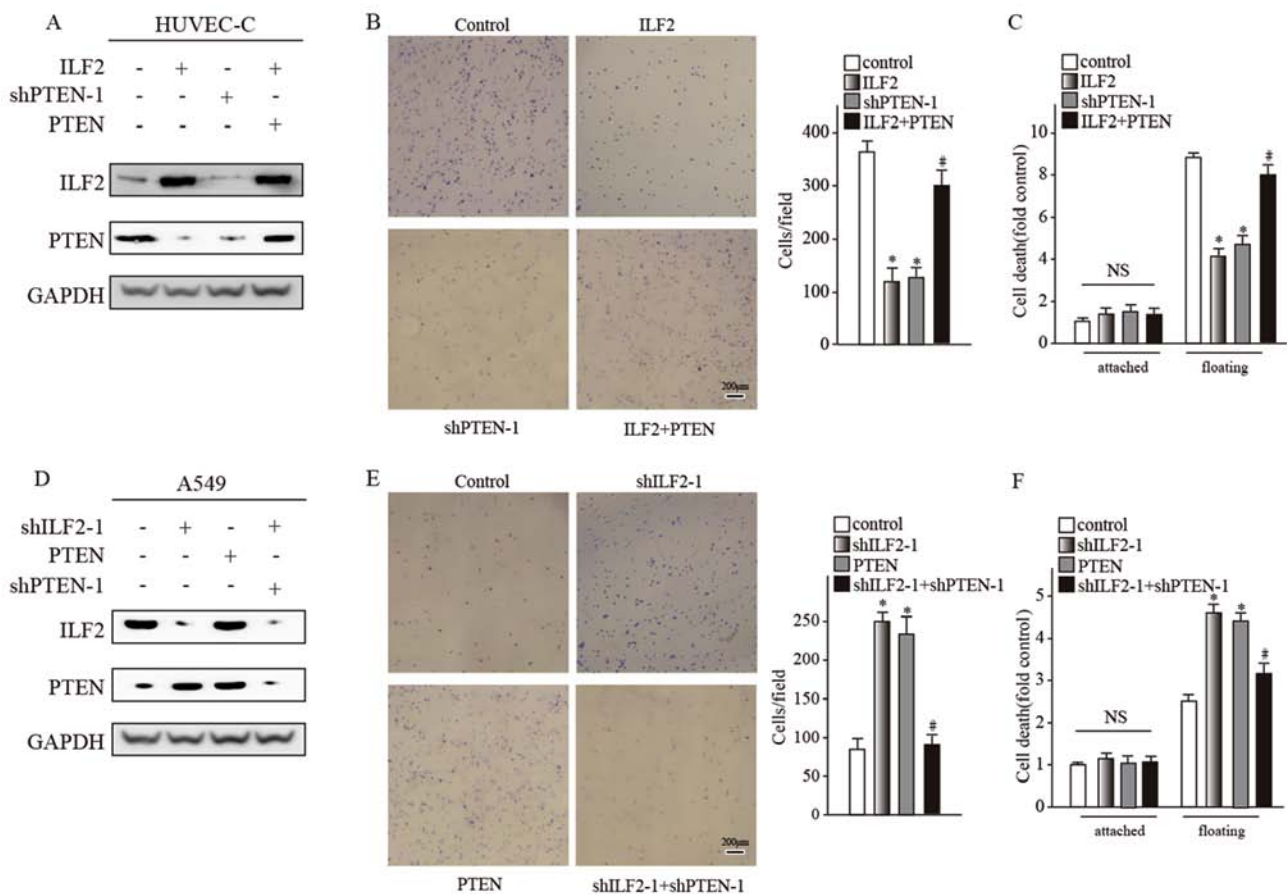 A
HUVEC-C
ILF2 - + - +
shPTEN-1 - - + -
PTEN - - - +
ILF2
PTEN
GAPDH
B
Control
ILF2
shPTEN-1
ILF2+PTEN
200μm
control
ILF2
shPTEN-1
ILF2+PTEN
Cells/field
400
300
200
100
0
* * #
C
control
ILF2
shPTEN-1
ILF2+PTEN
Cell death(fold control)
10
8
6
4
2
0
NS
* * #
attached
floating
D
A549
shILF2-1 - + - +
PTEN - - + -
shPTEN-1 - - - +
ILF2
PTEN
GAPDH
E
Control
shILF2-1
PTEN
shILF2-1+shPTEN-1
200μm
control
shILF2-1
PTEN
shILF2-1+shPTEN-1
Cells/field
250
200
150
100
50
0
* * #
F
control
shILF2-1
PTEN
shILF2-1+shPTEN-1
Cell death(fold control)
5
4
3
2
1
0
NS
* * #
attached
floating